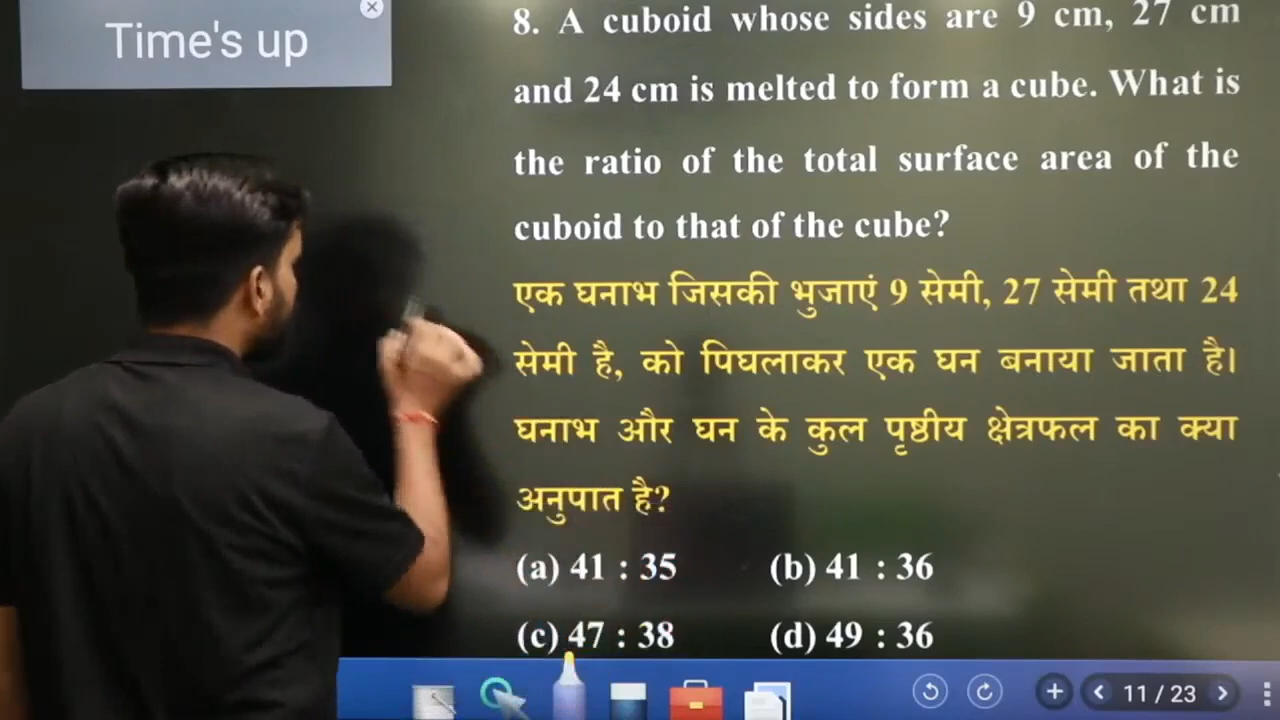 Time's up
8. A cuboid whose sides are 9 cm, 27 cm
and 24 cm is melted to form a cube. What is
the ratio of the total surface area of the
cuboid to that of the cube?
एक घनाभ जिसकी भुजाएं 9 सेमी, 27 सेमी तथा 24
सेमी है, को पिघलाकर एक घन बनाया जाता है।
घनाभ और घन के कुल पृष्ठीय क्षेत्रफल का क्या
अनुपात है?
(a) 41 : 35 (b) 41 : 36
(c) 47 : 38 (d) 49 : 36
11 / 23